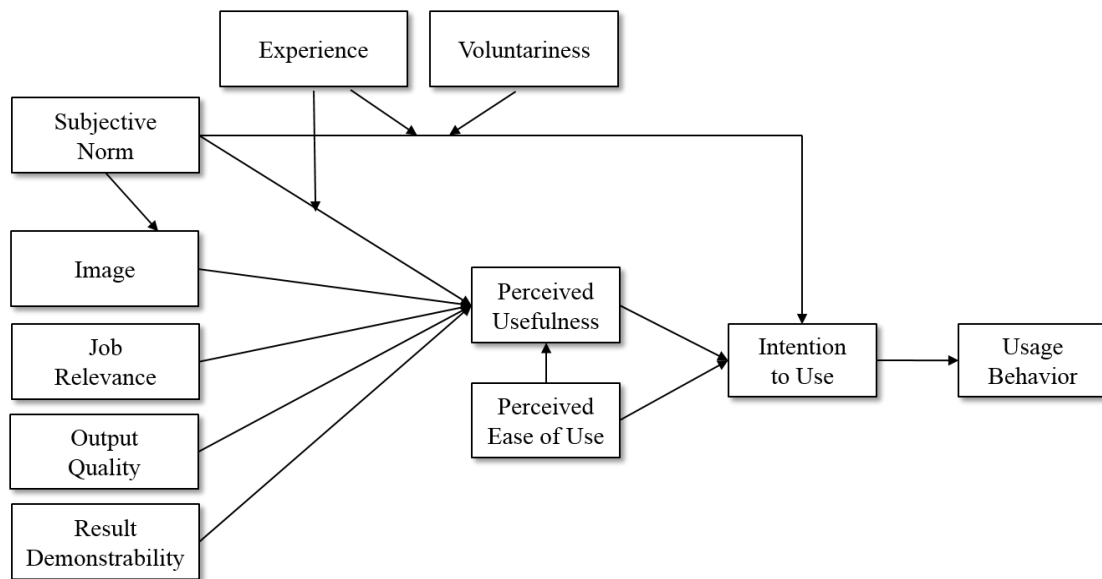 Experience
Voluntariness
Subjective
Norm
Image
Job
Relevance
Output
Quality
Result
Demonstrability
Perceived
Usefulness
Perceived
Ease of Use
Intention
to Use
Usage
Behavior